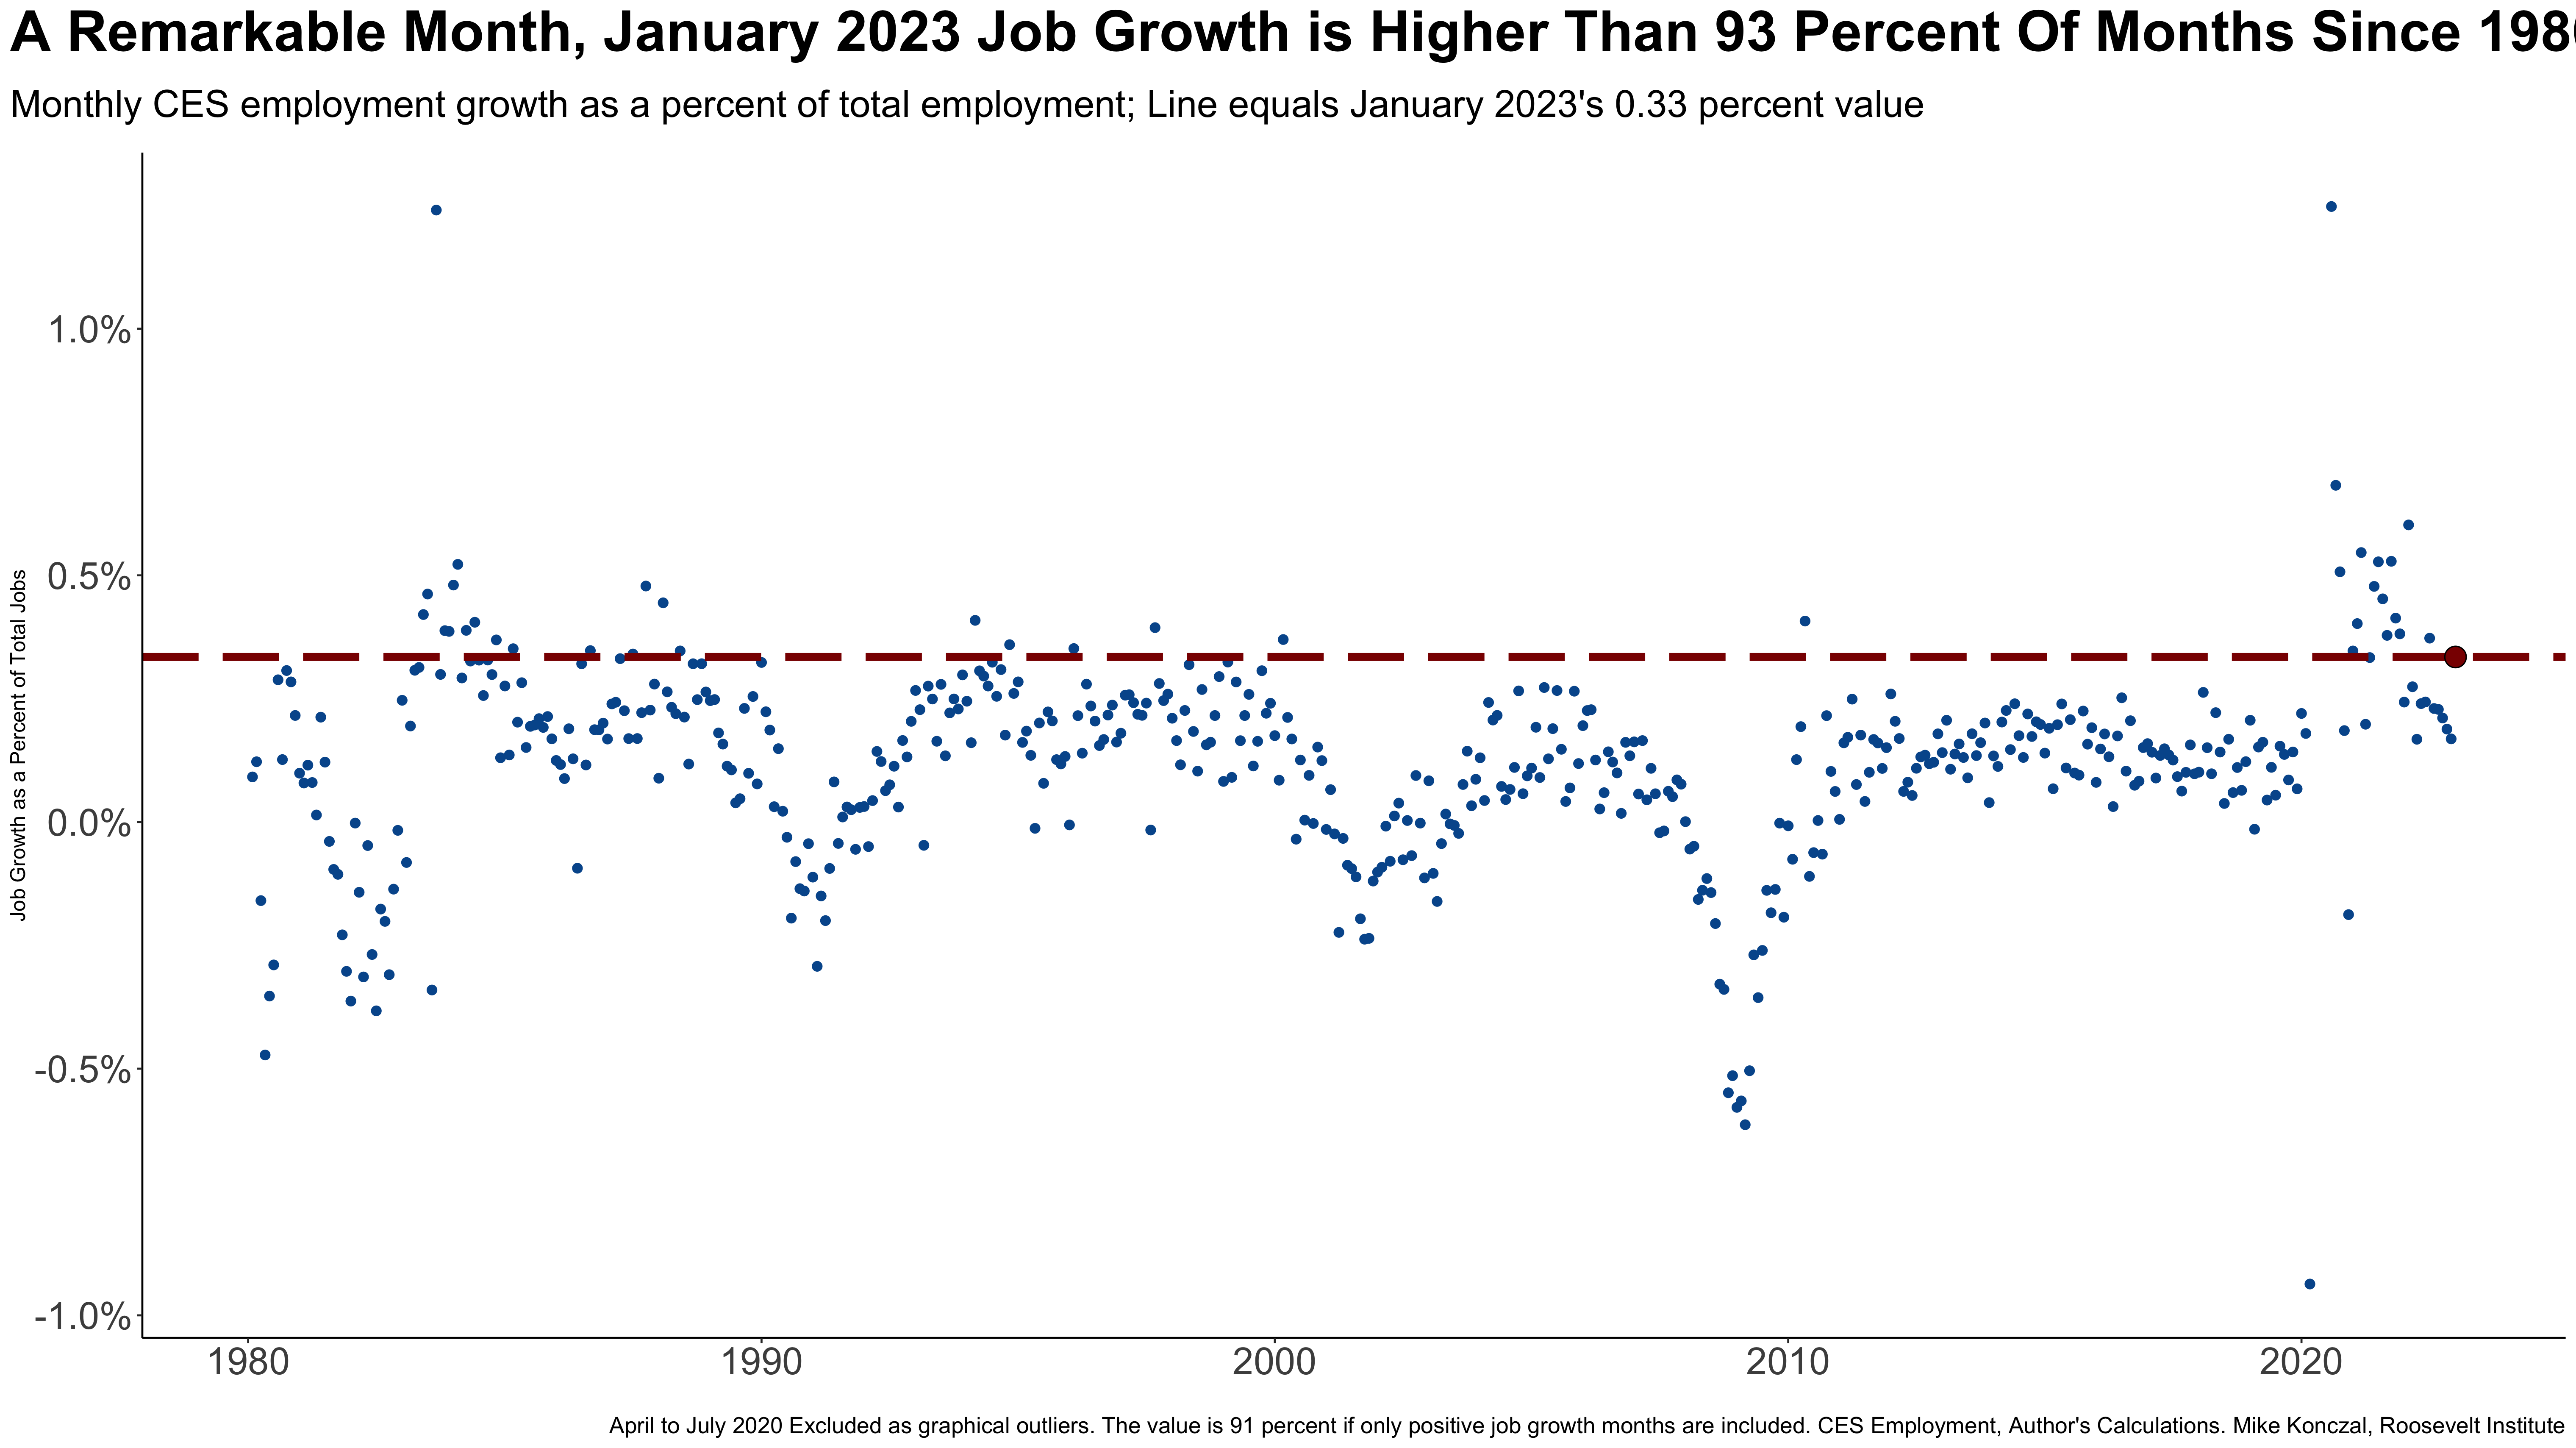 A Remarkable Month, January 2023 Job Growth is Higher Than 93 Percent Of Months Since 198
Monthly CES employment growth as a percent of total employment; Line equals January 2023's 0.33 percent value
Job Growth as a Percent of Total Jobs
1.0%
0.5%
0.0%
-0.5%
-1.0%
1980
1990
2000
2010
2020
April to July 2020 Excluded as graphical outliers. The value is 91 percent if only positive job growth months are included. CES Employment, Author's Calculations. Mike Konczal, Roosevelt Institute